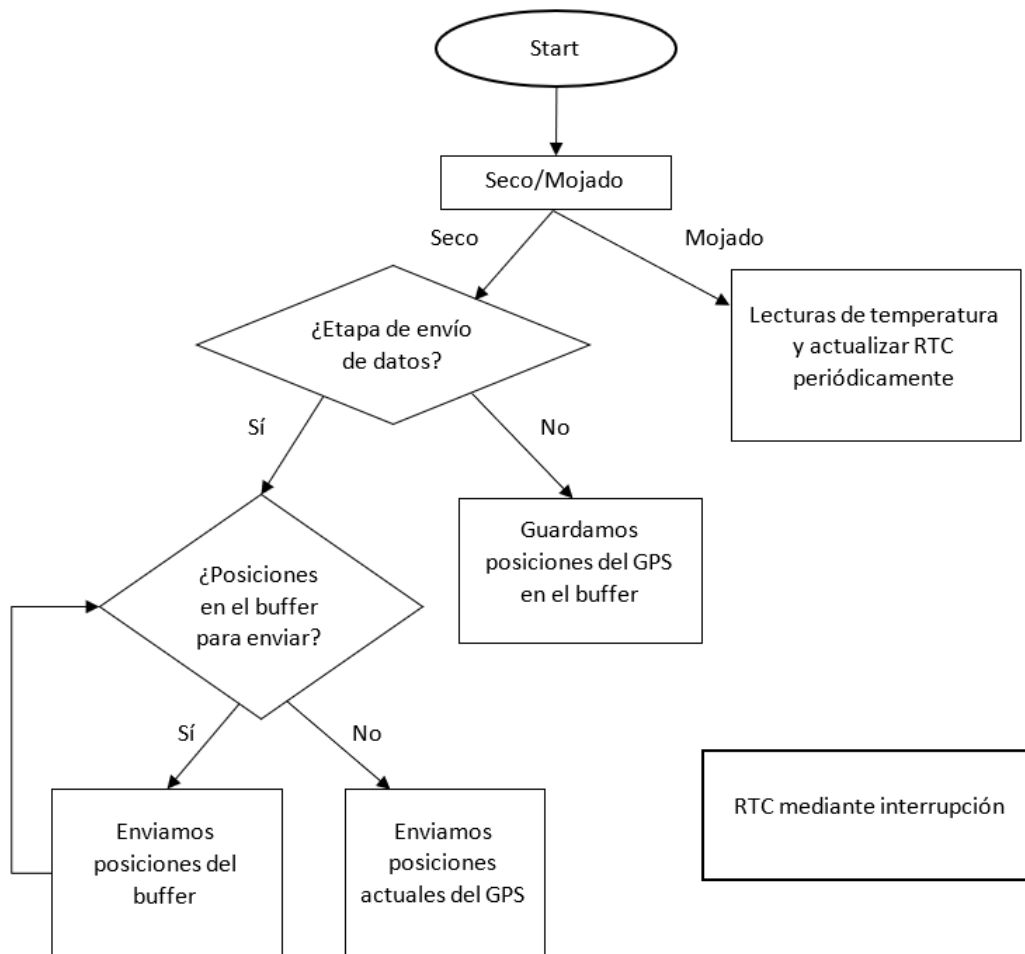 Start
Seco/Mojado
Seco
Mojado
¿Etapa de envío
de datos?
Lecturas de temperatura
y actualizar RTC
periódicamente
Sí
No
¿Posiciones
en el buffer
para enviar?
Guardamos
posiciones del GPS
en el buffer
Sí
No
Enviamos
posiciones del
buffer
Enviamos
posiciones
actuales del GPS
RTC mediante interrupción